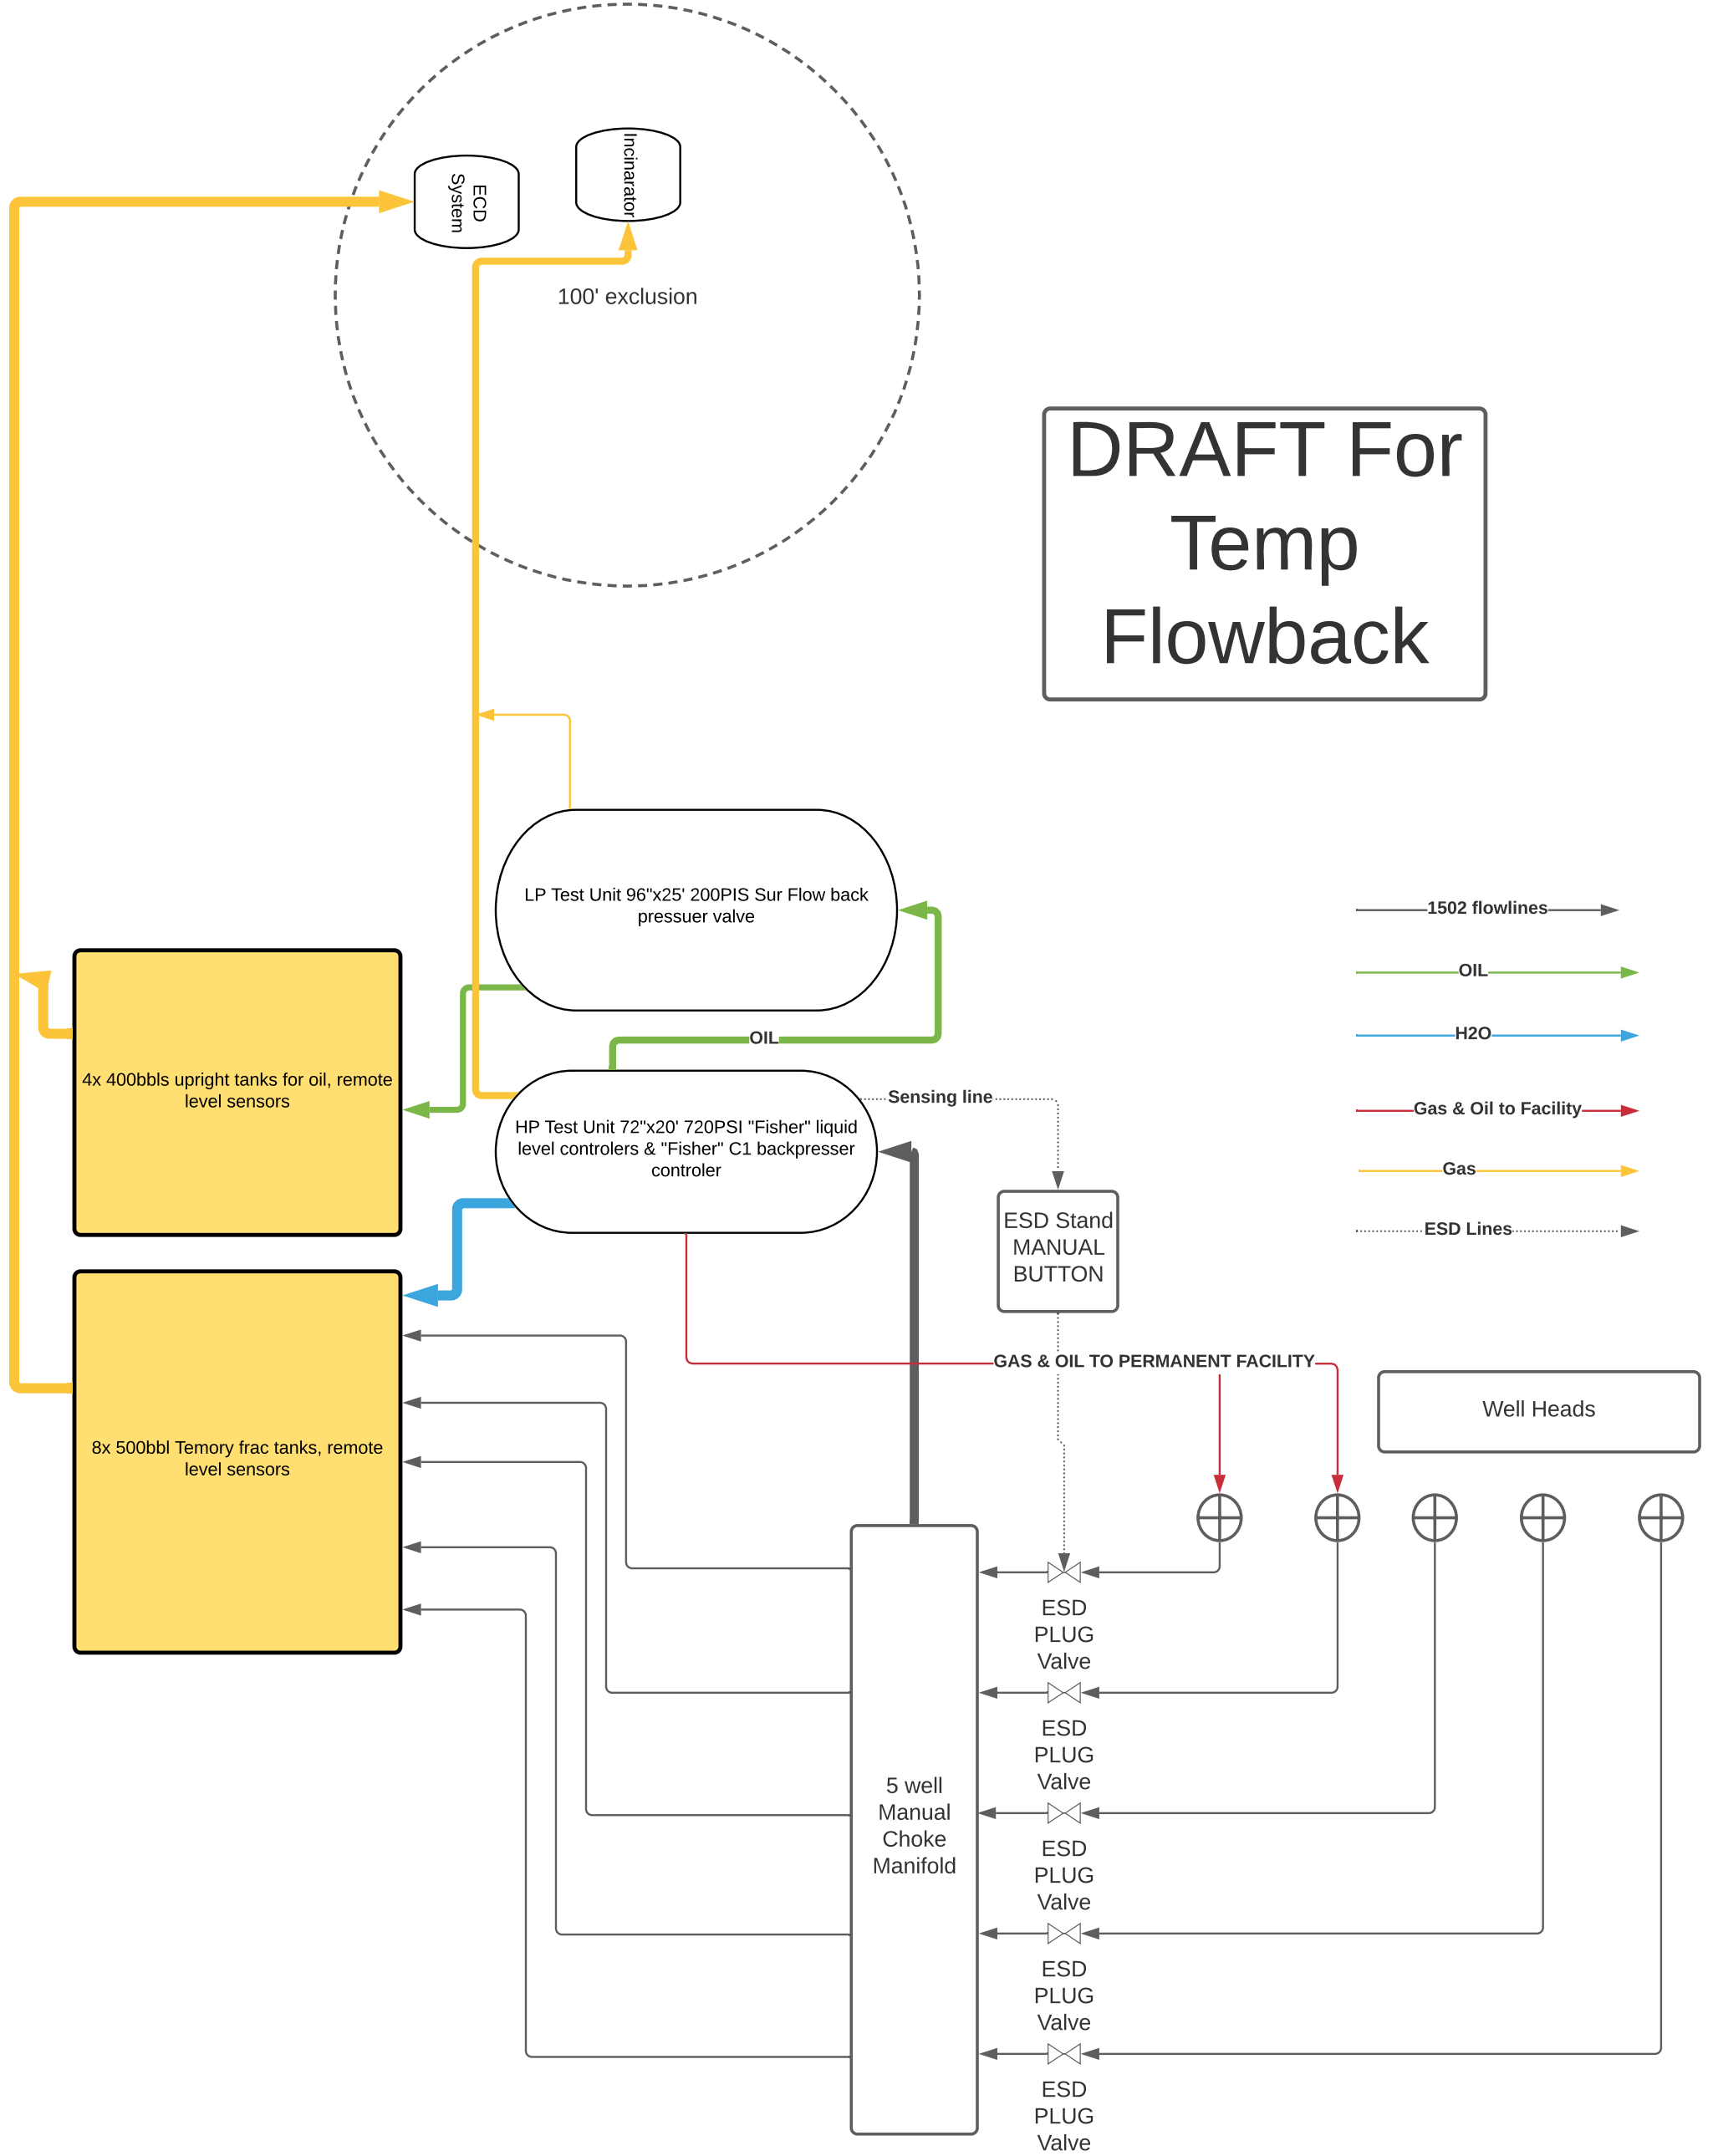 Incinarator
ECD
System
100' exclusion
DRAFT For
Temp
Flowback
LP Test Unit 96"x25' 200PIS Sur Flow back
pressuer valve
1502 flowlines
OIL
H2O
Gas & Oil to Facility
Gas
ESD Lines
OIL
4x 400bbls upright tanks for oil, remote
level sensors
Sensing line
HP Test Unit 72"x20' 720PSI "Fisher" liquid
level controlers & "Fisher" C1 backpresser
controler
ESD Stand
MANUAL
BUTTON
GAS & OIL TO PERMANENT FACILITY
Well Heads
8x 500bbl Temory frac tanks, remote
level sensors
ESD
PLUG
Valve
ESD
PLUG
Valve
5 well
Manual
Choke
Manifold
ESD
PLUG
Valve
ESD
PLUG
Valve
ESD
PLUG
Valve